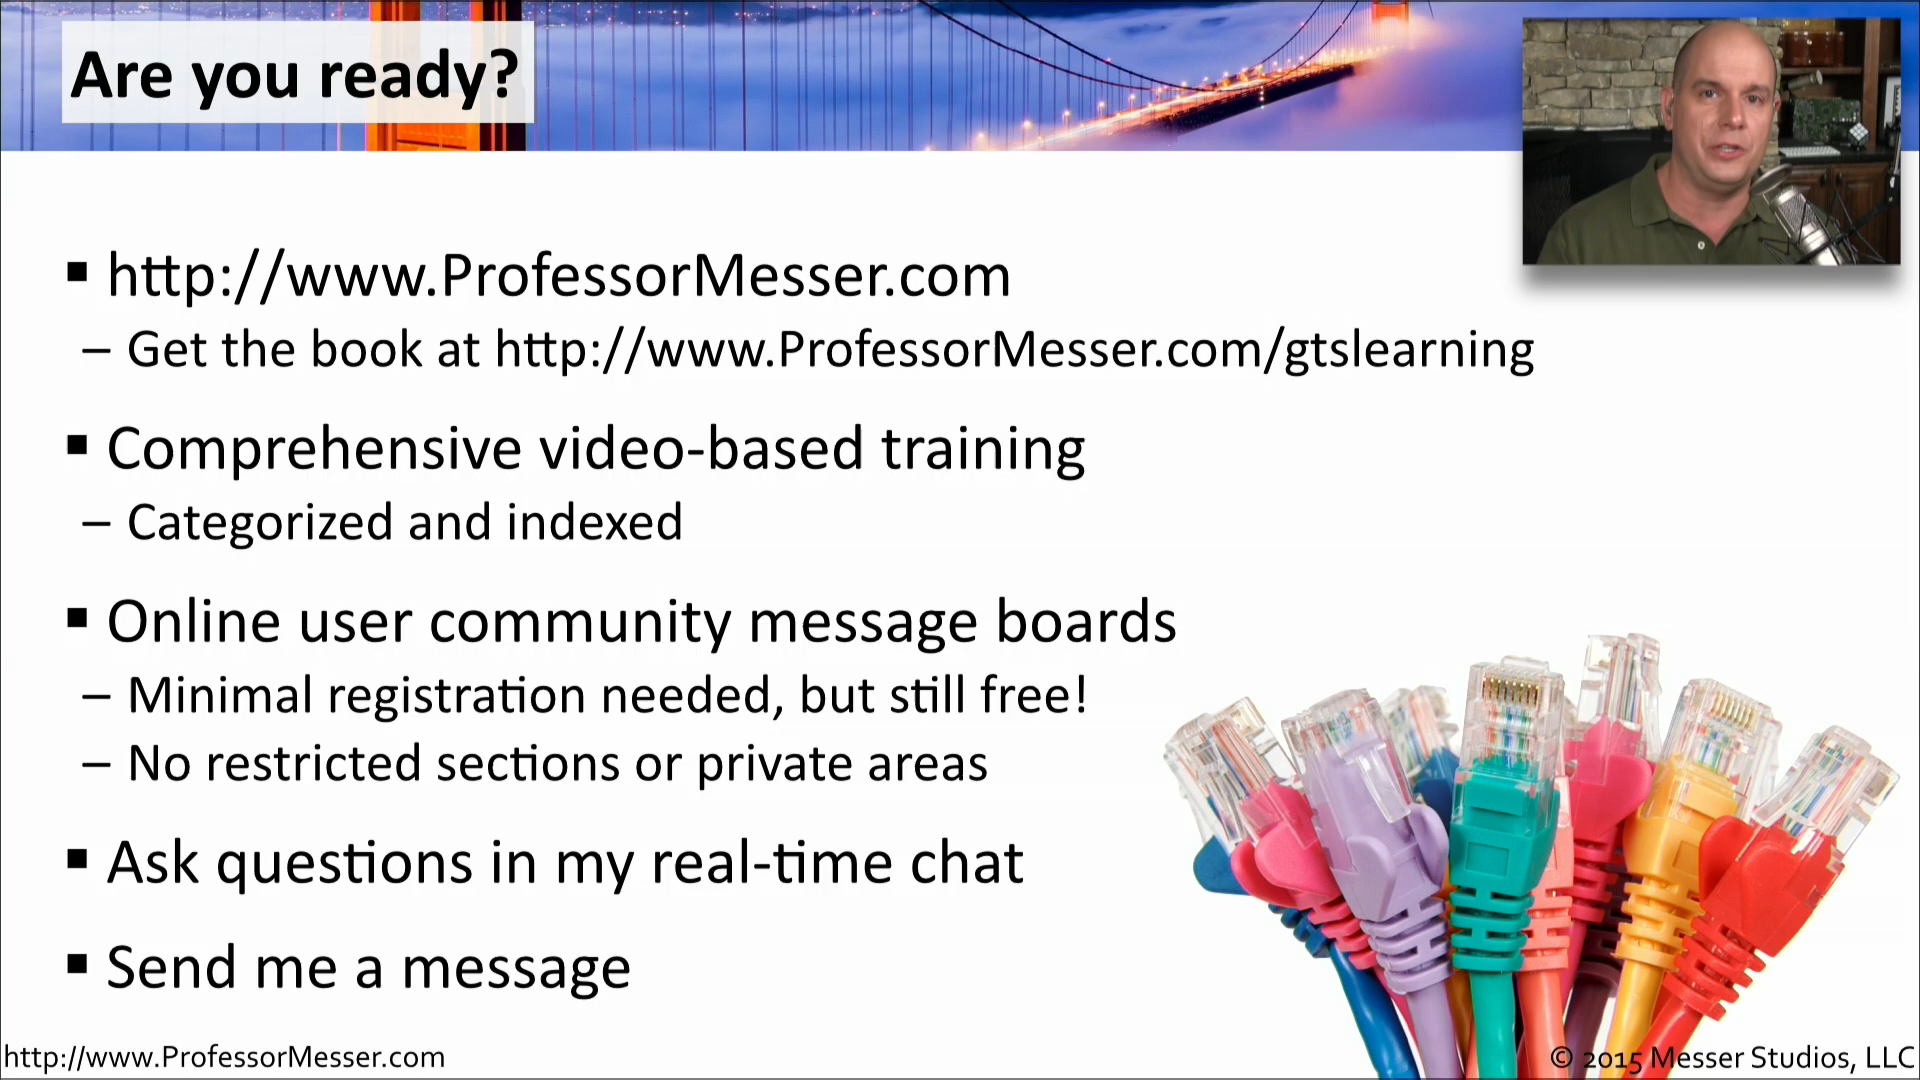 Are you ready?
▪ http://www.ProfessorMesser.com
– Get the book at http://www.ProfessorMesser.com/gtslearning
▪ Comprehensive video-based training
– Categorized and indexed
▪ Online user community message boards
– Minimal registration needed, but still free!
– No restricted sections or private areas
▪ Ask questions in my real-time chat
▪ Send me a message
http://www.ProfessorMesser.com
© 2015 Messer Studios, LLC